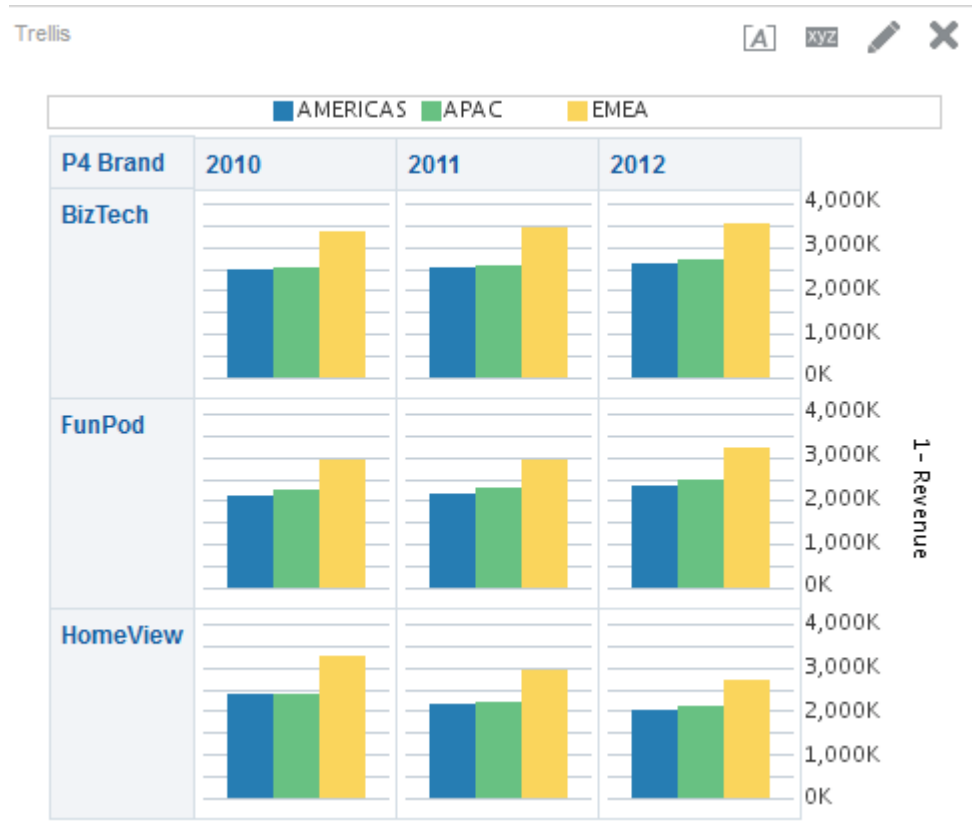 Trellis
[A] xyz
AMERICAS APAC EMEA
P4 Brand 2010 2011 2012
BizTech
4,000K
3,000K
2,000K
1,000K
0K
FunPod
4,000K
3,000K
2,000K
1,000K
0K
1- Revenue
HomeView
4,000K
3,000K
2,000K
1,000K
0K